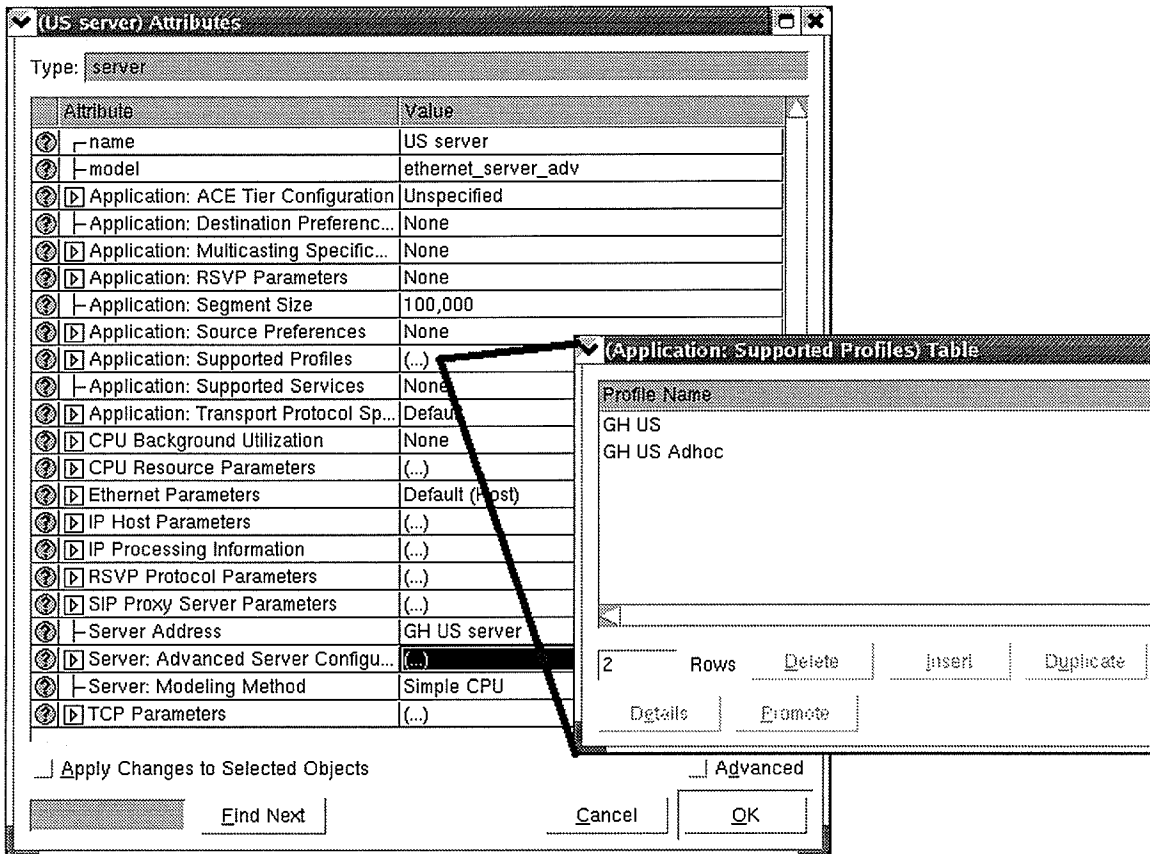 (US server) Attributes
Type: server
Attribute Value
name US server
model ethernet_server_adv
Application: ACE Tier Configuration Unspecified
Application: Destination Preferenc... None
Application: Multicasting Specific... None
Application: RSVP Parameters None
Application: Segment Size 100,000
Application: Source Preferences None
Application: Supported Profiles (...)
Application: Supported Services None
Application: Transport Protocol Sp... Default
CPU Background Utilization None
CPU Resource Parameters (...)
Ethernet Parameters Default (Host)
IP Host Parameters (...)
IP Processing Information (...)
RSVP Protocol Parameters (...)
SIP Proxy Server Parameters (...)
Server Address GH US server
Server: Advanced Server Configu... (...)
Server: Modeling Method Simple CPU
TCP Parameters (...)
Apply Changes to Selected Objects
Advanced
Find Next
Cancel
OK
(Application: Supported Profiles) Table
Profile Name
GH US
GH US Adhoc
2 Rows Delete Insert Duplicate
Details Promote